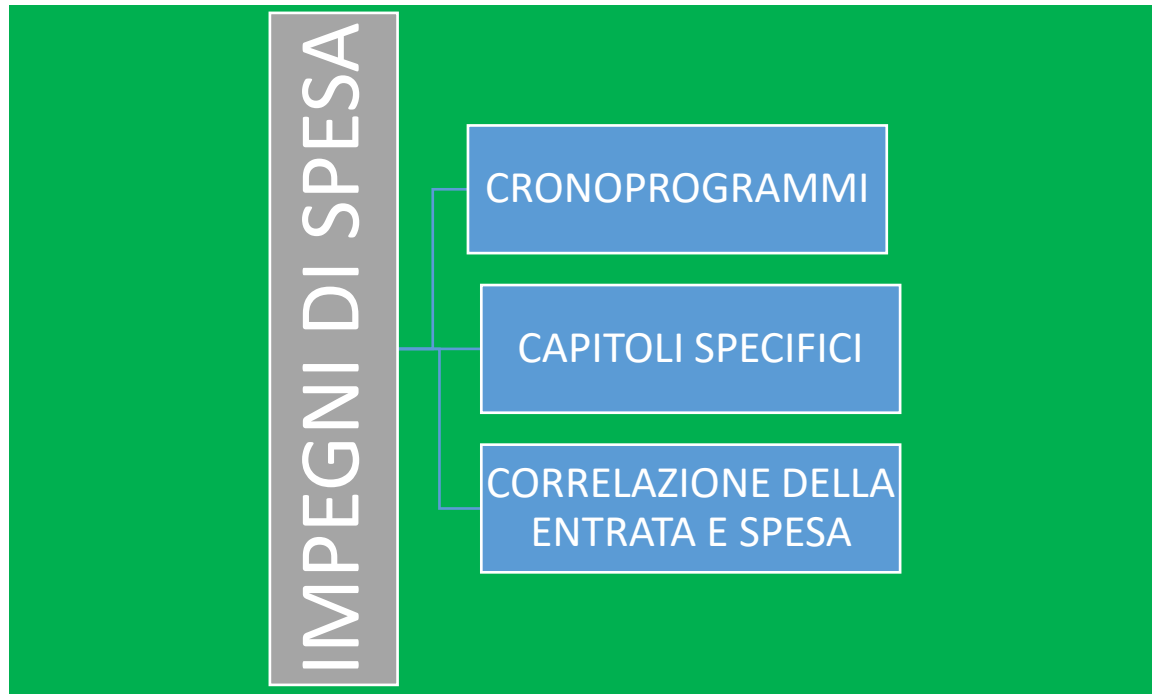 IMPEGNI DI SPESA
CRONOPROGRAMMI
CAPITOLI SPECIFICI
CORRELAZIONE DELLA
ENTRATA E SPESA